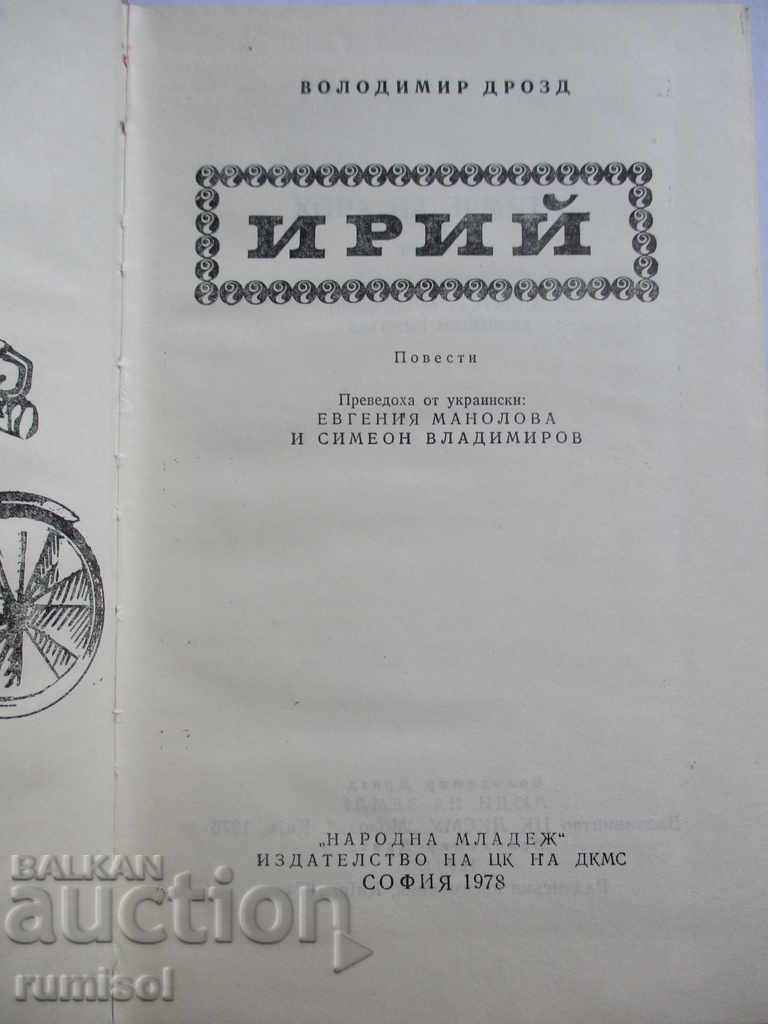 ВОЛОДИМИР ДРОЗД
ИРИЙ
Повести
Преведоха от украински:
ЕВГЕНИЯ МАНОЛОВА
И СИМЕОН ВЛАДИМИРОВ
„НАРОДНА МЛАДЕЖ“
ИЗДАТЕЛСТВО НА ЦК НА ДКМС
СОФИЯ 1978
BALKAN
auction
rumisol